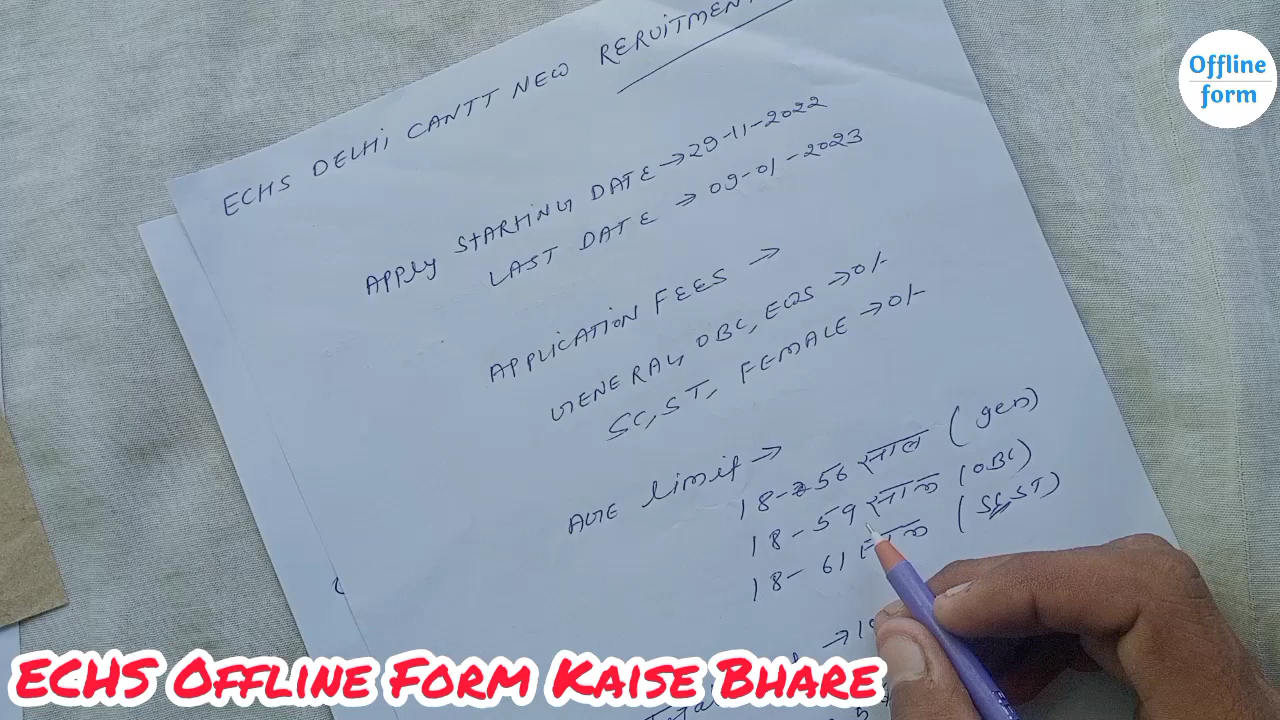 ECHS DELHI CANTT NEW RERUITMENT
Offline
form
APPly STARTING DATE → 29-11-2022
LAST DATE → 09-01-2023
APPLICATION FEES →
GENERAL, OBC, EWS → 0/-
SC, ST, FEMALE → 0/-
AGE limit →
18-56 साल (gen)
18-59 साल (OBC)
18-61 साल (SC, ST)
Total
ECHS Offline Form Kaise Bhare